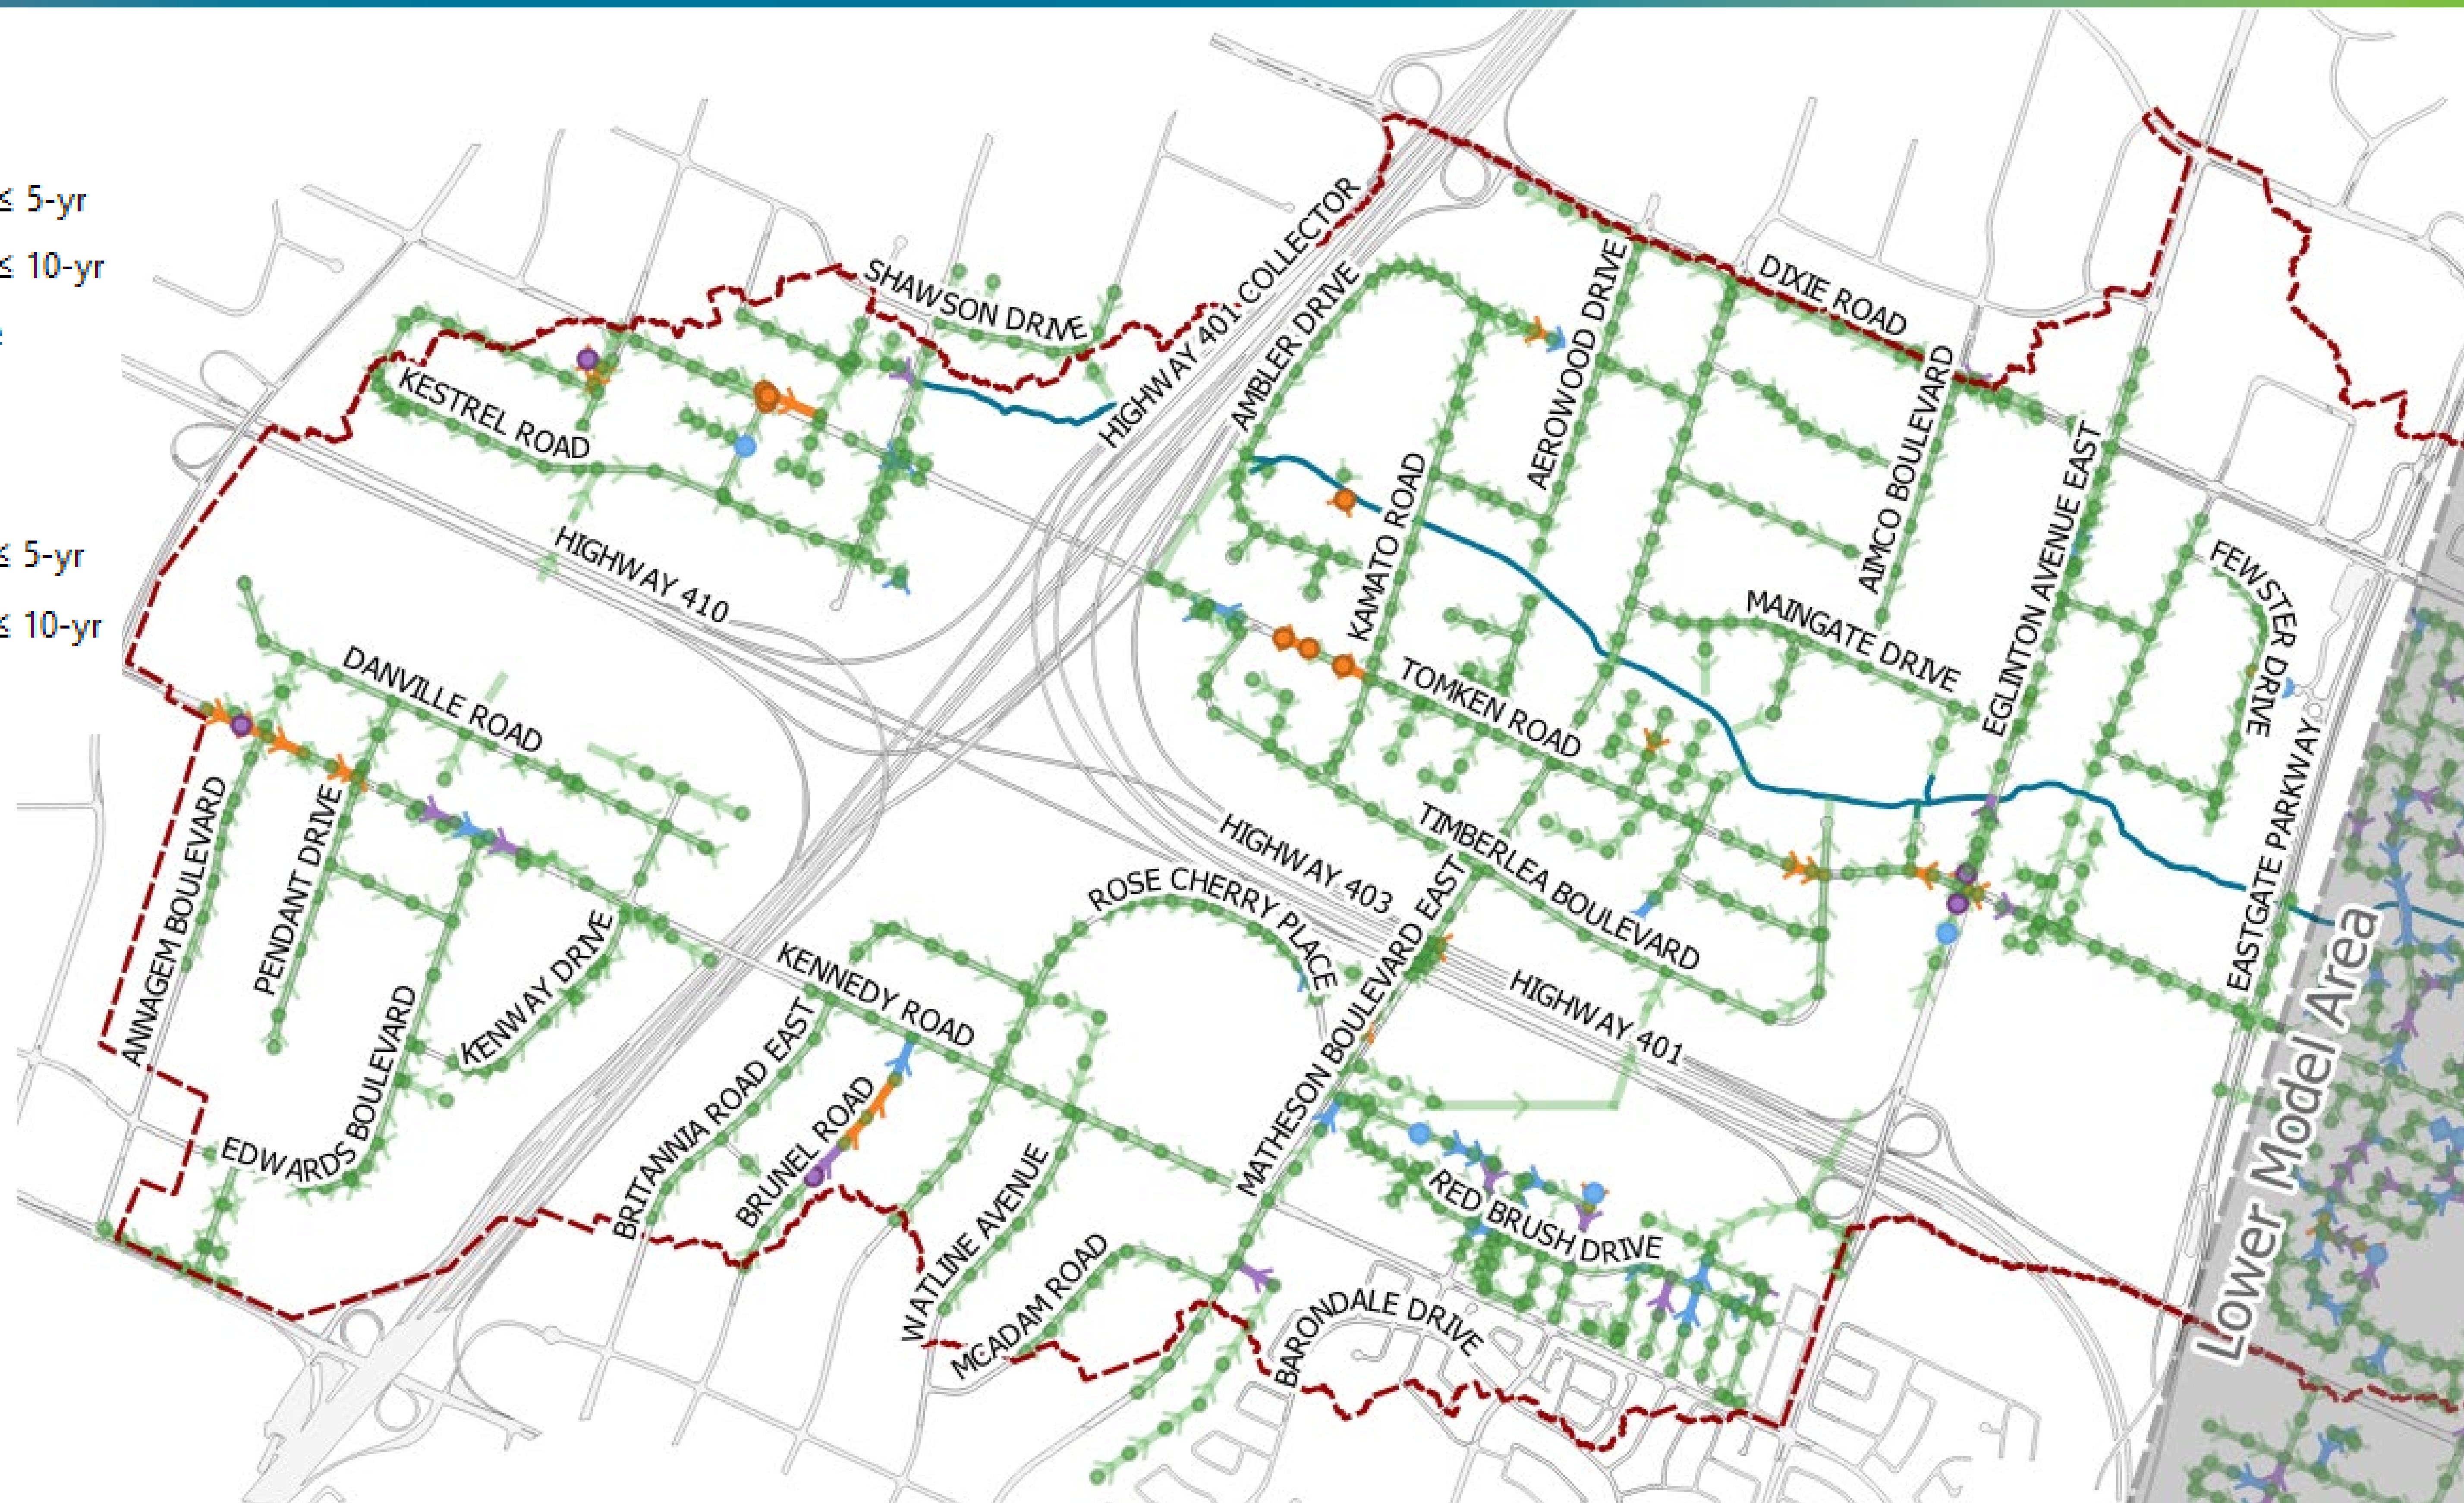 ≤ 5-yr
≤ 10-yr
≤ 5-yr
≤ 10-yr
SHAWSON DRIVE
HIGHWAY 401 COLLECTOR
DIXIE ROAD
AMBLER DRIVE
AEROWOOD DRIVE
KESTREL ROAD
KAMATO ROAD
AIMCO BOULEVARD
EGLINTON AVENUE EAST
HIGHWAY 410
FEWSTER DRIVE
MAINGATE DRIVE
DANVILLE ROAD
TOMKEN ROAD
EASTGATE PARKWAY
ANNAGEM BOULEVARD
PENDANT DRIVE
HIGHWAY 403
TIMBERLEA BOULEVARD
ROSE CHERRY PLACE
KENWAY DRIVE
KENNEDY ROAD
MATHESON BOULEVARD EAST
HIGHWAY 401
EDWARDS BOULEVARD
BRITANNIA ROAD EAST
BRUNEL ROAD
WATLINE AVENUE
RED BRUSH DRIVE
MCADAM ROAD
BARONDALE DRIVE
Lower Model Area